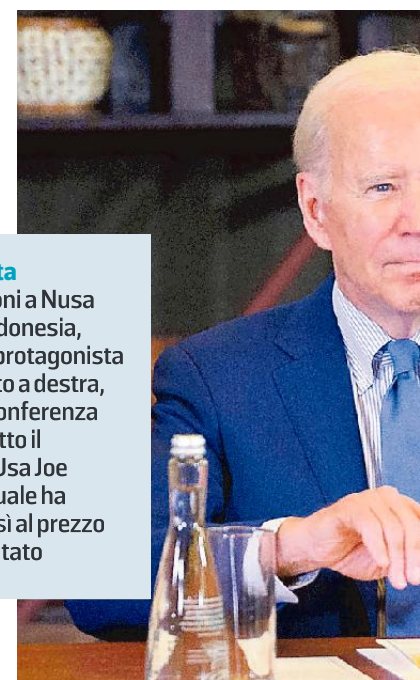 ta
oni a Nusa
donesia,
protagonista
to a destra,
onferenza
tto il
Usa Joe
uale ha
sì al prezzo
tato